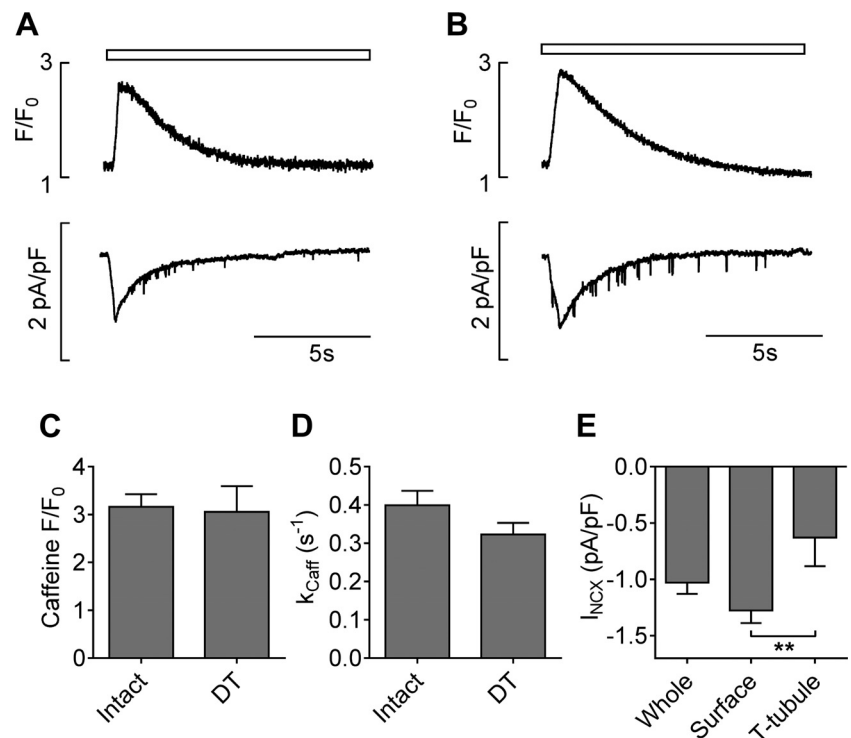 A
B
3
F/F0
1
3
F/F0
1
2 pA/pF
5s
2 pA/pF
5s
C
D
E
Caffeine F/F0
4
3
2
1
0
Intact
DT
kCaff (s-1)
0.5
0.4
0.3
0.2
0.1
0.0
Intact
DT
INCX (pA/pF)
0.0
-0.5
-1.0
-1.5
**
Whole
Surface
T-tubule